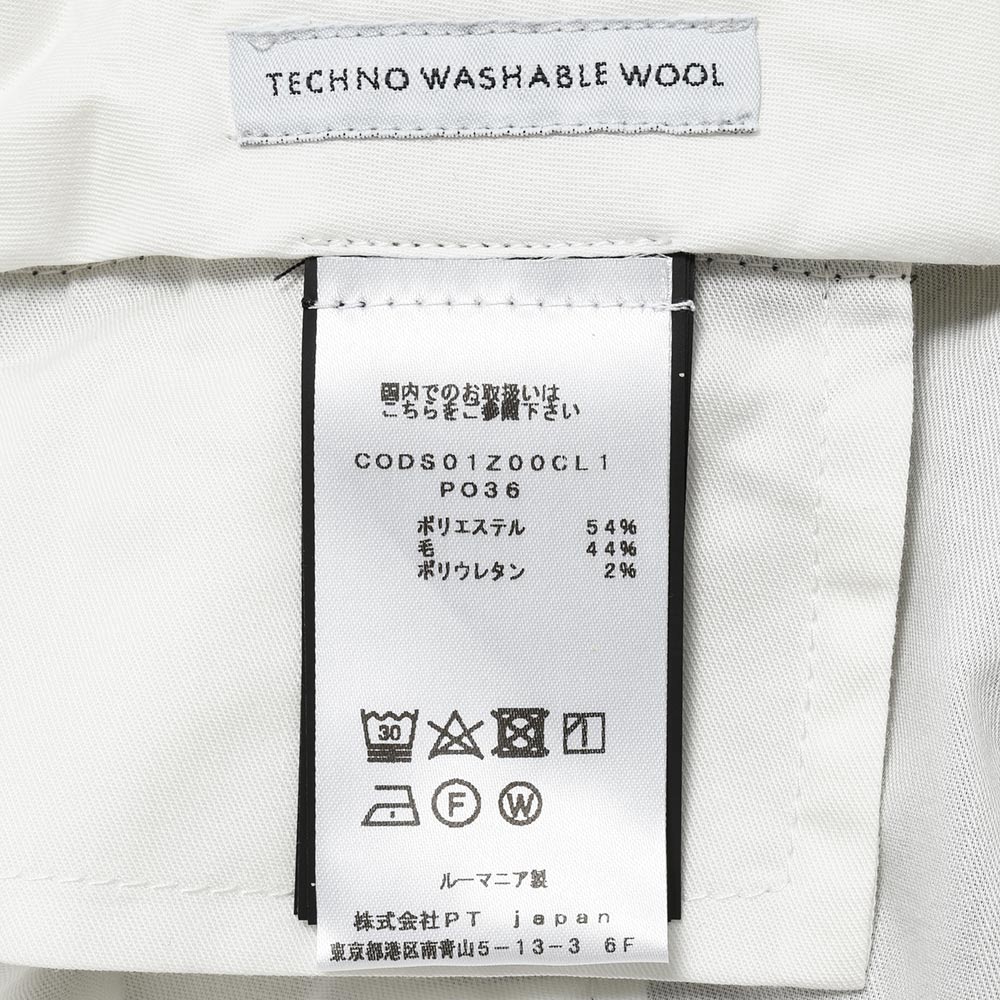 TECHNO WASHABLE WOOL
国内でのお取扱いは
こちらをご参照下さい
CODS01Z00CL1
PO36
ポリエステル 54%
毛 44%
ポリウレタン 2%
30
F W
ルーマニア製
株式会社PT japan
東京都港区南青山5-13-3 6F